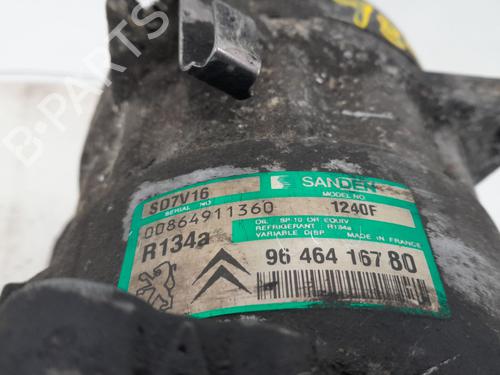 SANDEN
SD7V16
SERIAL NO
MODEL NO
00864911360
1240F
OIL SP-10 OR EQUIV
REFRIGERANT R134a
VARIABLE DISP. MADE IN FRANCE
R134a
96 464 167 80
B-PARTS